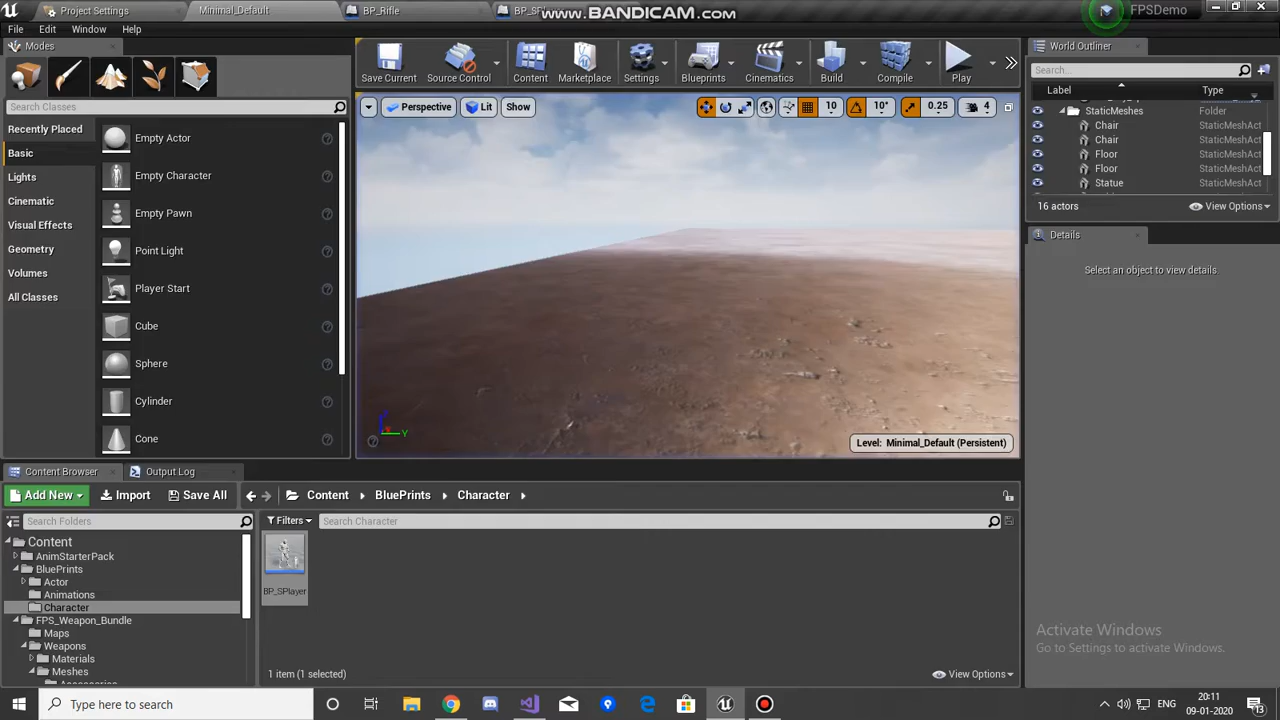 Project Settings
Minimal_Default
BP_Rifle
www.BANDICAM.com
FPSDemo
File Edit Window Help
Modes
Search Classes
Recently Placed
Basic
Lights
Cinematic
Visual Effects
Geometry
Volumes
All Classes
Empty Actor
Empty Character
Empty Pawn
Point Light
Player Start
Cube
Sphere
Cylinder
Cone
Save Current
Source Control
Content
Marketplace
Settings
Blueprints
Cinematics
Build
Compile
Play
Perspective
Lit
Show
10
10°
0.25
4
Y
Level: Minimal_Default (Persistent)
World Outliner
Search...
Label Type
StaticMeshes Folder
Chair StaticMeshAct
Chair StaticMeshAct
Floor StaticMeshAct
Floor StaticMeshAct
Statue StaticMeshAct
16 actors
View Options
Details
Select an object to view details.
Content Browser
Output Log
Add New
Import
Save All
Content
BluePrints
Character
Search Folders
Content
AnimStarterPack
BluePrints
Actor
Animations
Character
FPS_Weapon_Bundle
Maps
Weapons
Materials
Meshes
Filters
Search Character
BP_SPlayer
1 item (1 selected)
View Options
Activate Windows
Go to Settings to activate Windows.
Type here to search
ENG
20:11
09-01-2020
13